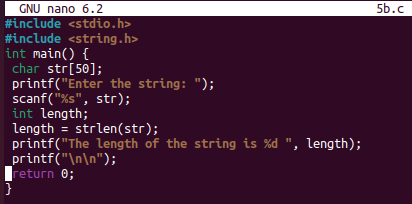 GNU nano 6.2 5b.c
#include <stdio.h>
#include <string.h>
int main() {
 char str[50];
 printf("Enter the string: ");
 scanf("%s", str);
 int length;
 length = strlen(str);
 printf("The length of the string is %d ", length);
 printf("\n\n");
 return 0;
}